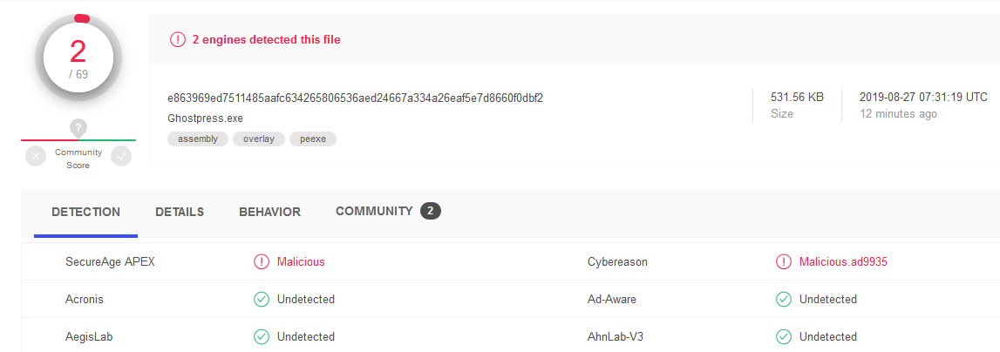 2
/ 69
?
Community
Score
2 engines detected this file
e863969ed7511485aafc634265806536aed24667a334a26eaf5e7d8660f0dbf2
Ghostpress.exe
assembly overlay peexe
531.56 KB
Size
2019-08-27 07:31:19 UTC
12 minutes ago
DETECTION DETAILS BEHAVIOR COMMUNITY 2
SecureAge APEX Malicious Cybereason Malicious.ad9935
Acronis Undetected Ad-Aware Undetected
AegisLab Undetected AhnLab-V3 Undetected